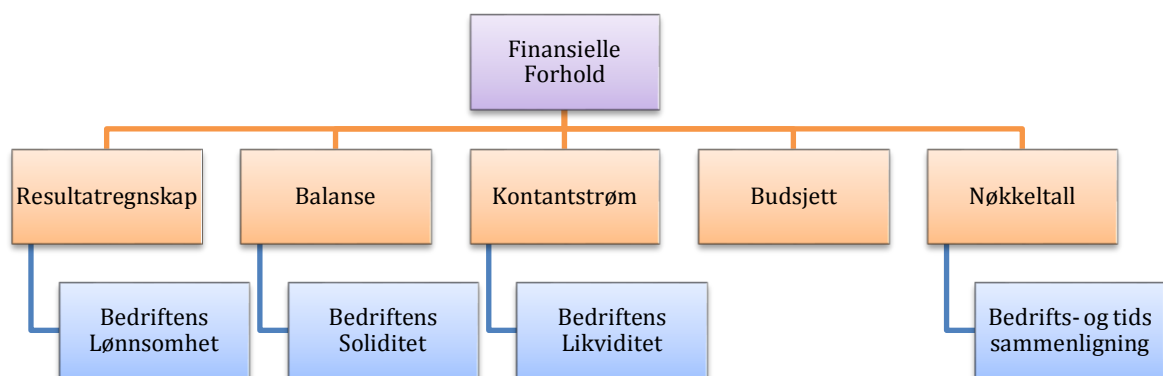 Finansielle
Forhold
Resultatregnskap
Balanse
Kontantstrøm
Budsjett
Nøkkeltall
Bedriftens
Lønnsomhet
Bedriftens
Soliditet
Bedriftens
Likviditet
Bedrifts- og tids
sammenligning